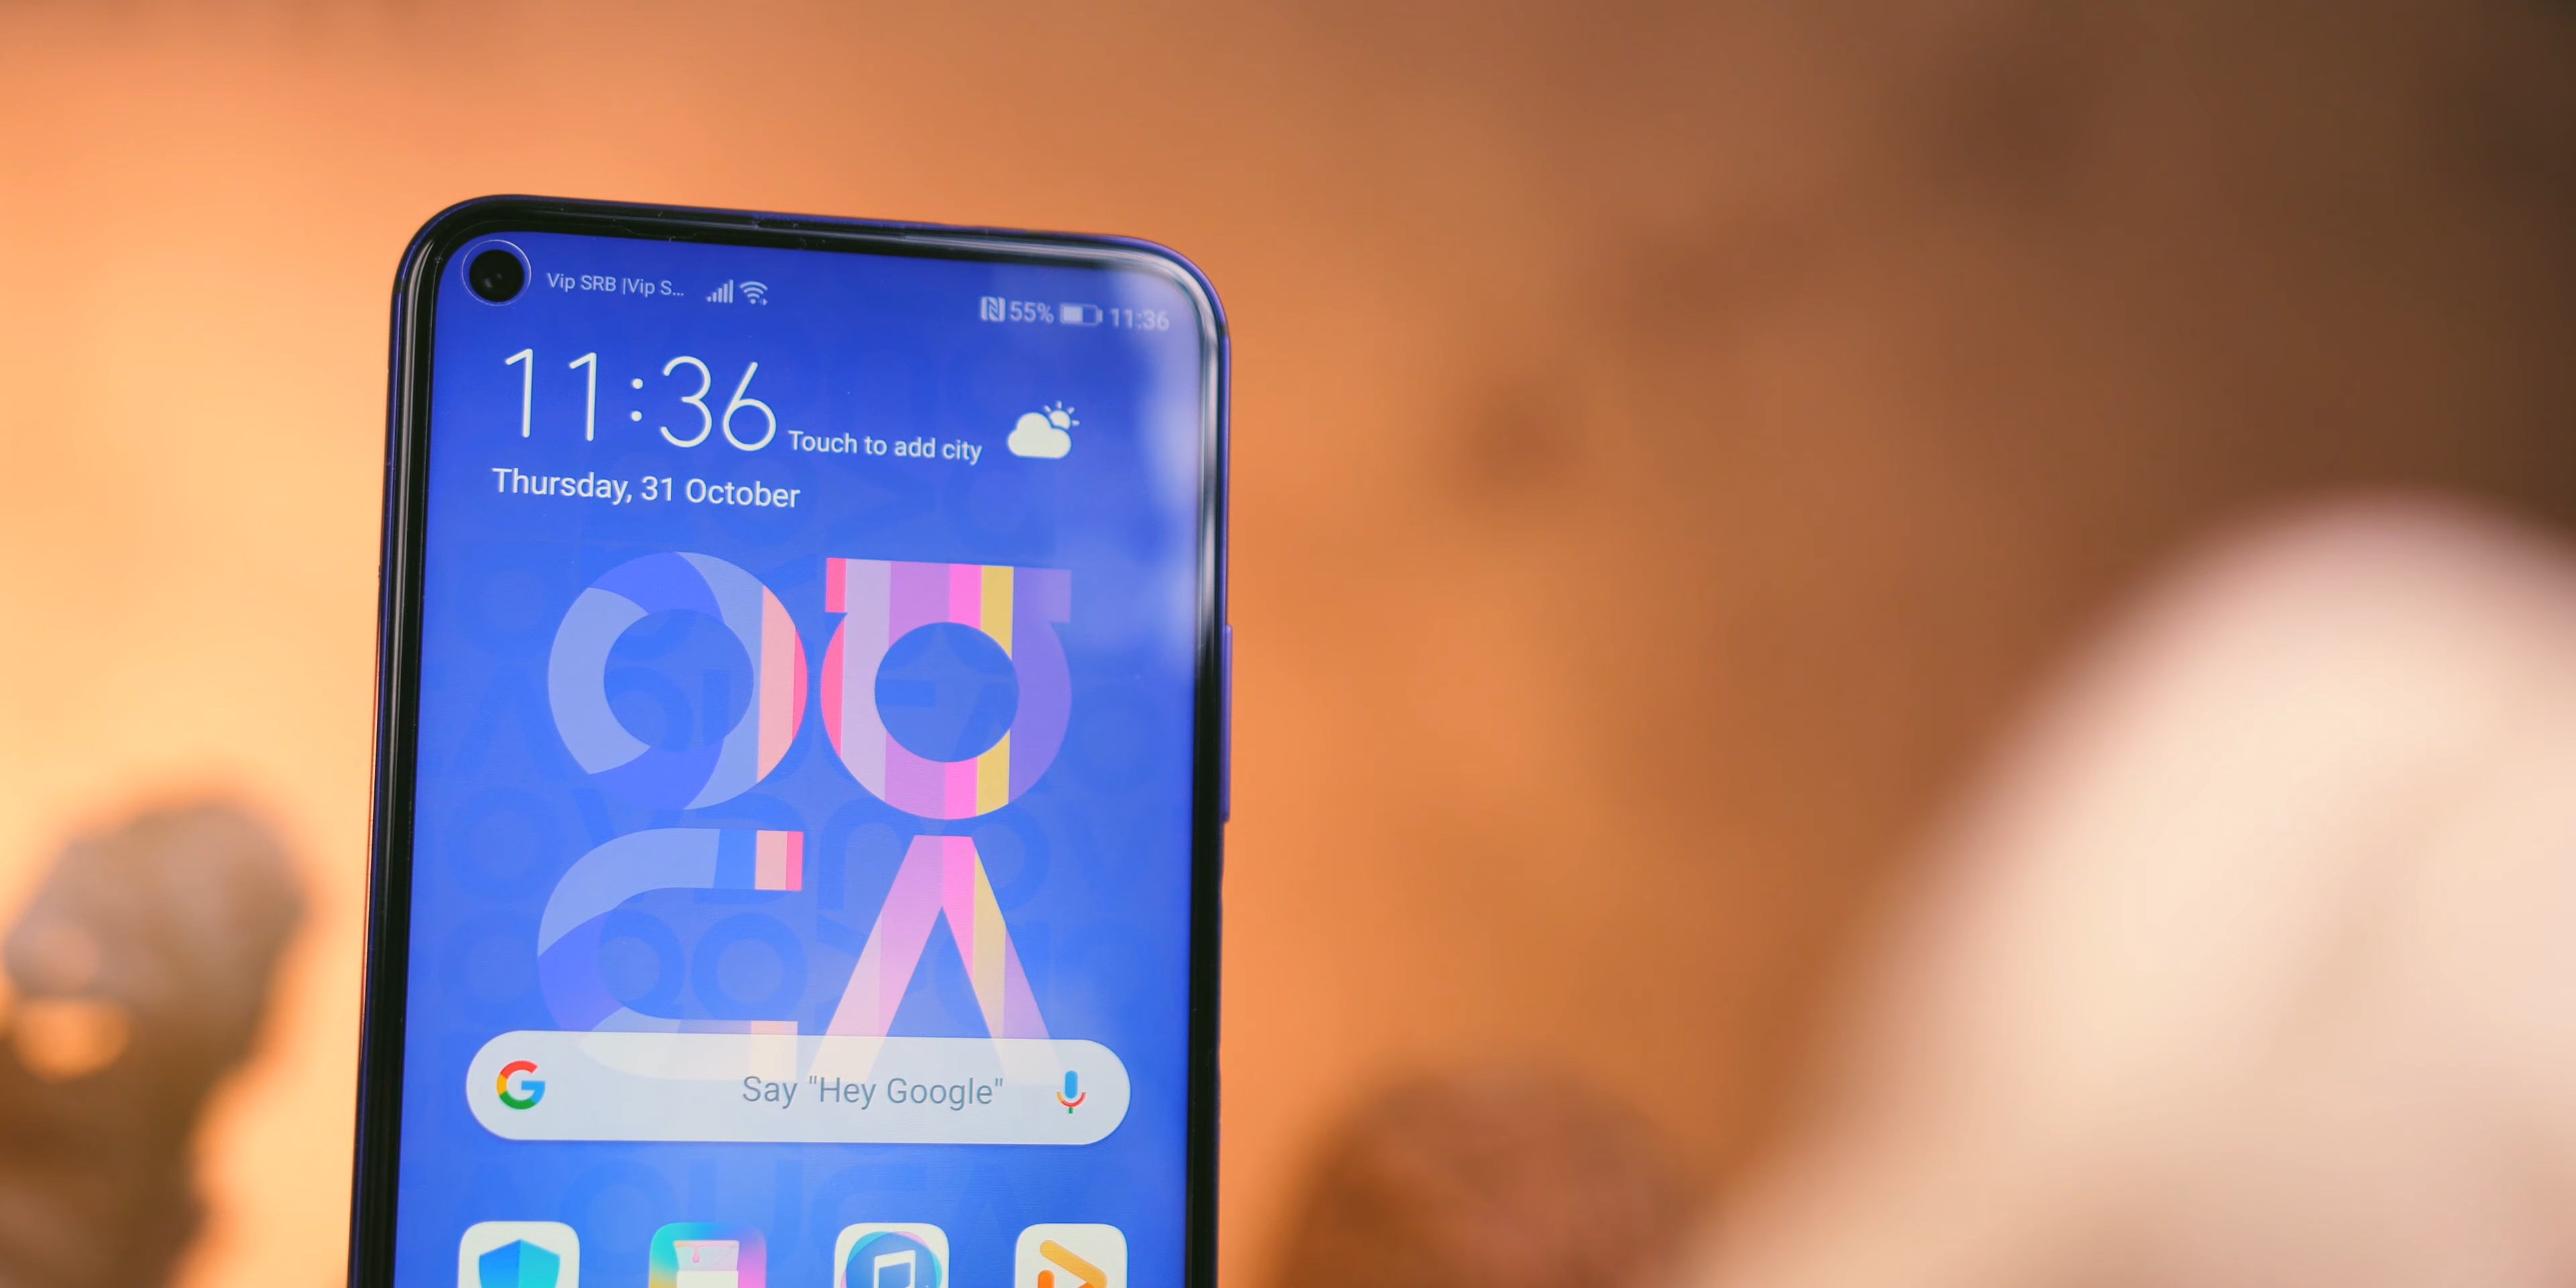 Vip SRB |Vip S... 55% 11:36
11:36 Touch to add city
Thursday, 31 October
Say "Hey Google"